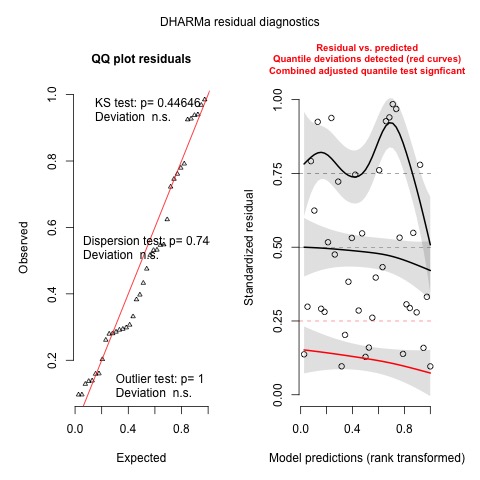 DHARMa residual diagnostics
QQ plot residuals
KS test: p= 0.44646
Deviation n.s.
Dispersion test: p= 0.74
Deviation n.s.
Outlier test: p= 1
Deviation n.s.
Observed
0.2
0.4
0.6
0.8
1.0
0.0
0.4
0.8
Expected
Residual vs. predicted
Quantile deviations detected (red curves)
Combined adjusted quantile test signficant
Standardized residual
0.00
0.25
0.50
0.75
1.00
0.0
0.4
0.8
Model predictions (rank transformed)